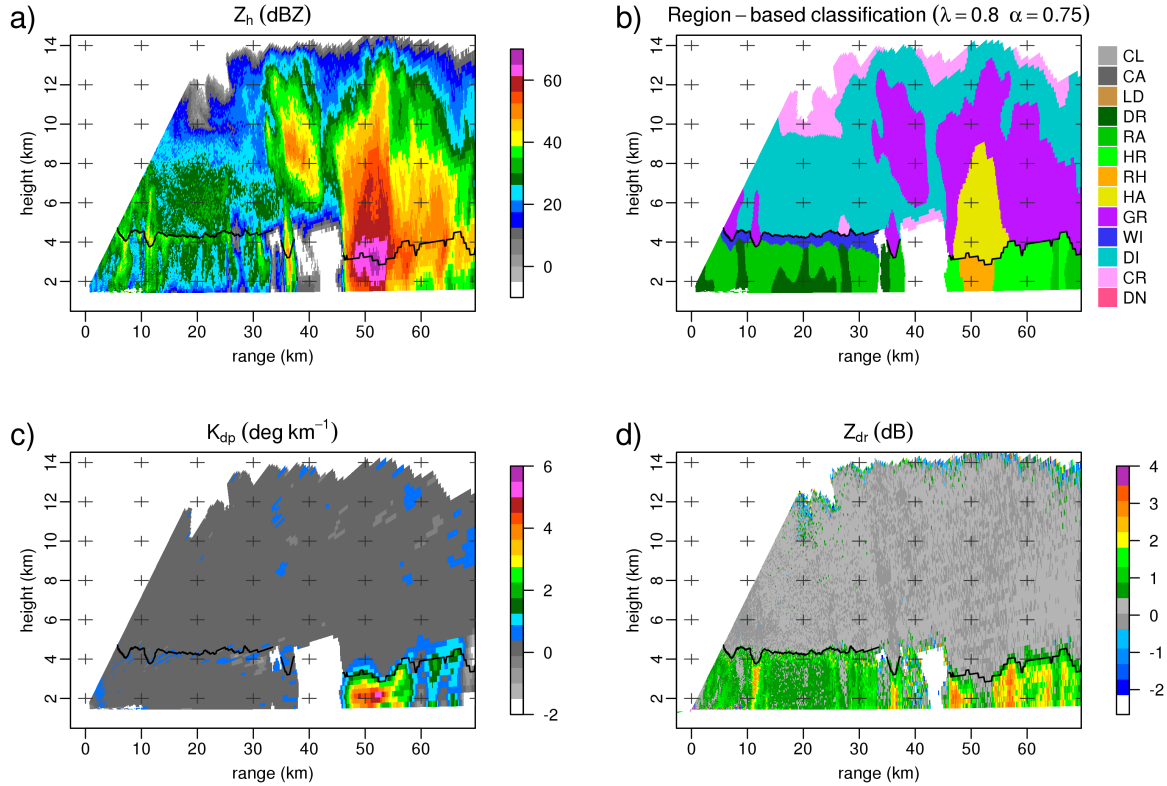 a) Zh (dBZ)
14
12
10
8
6
4
2
height (km)
0 10 20 30 40 50 60
range (km)
60
40
20
0
b) Region – based classification (λ = 0.8 α = 0.75)
14
12
10
8
6
4
2
height (km)
0 10 20 30 40 50 60
range (km)
CL
CA
LD
DR
RA
HR
RH
HA
GR
WI
DI
CR
DN
c) Kdp (deg km⁻¹)
14
12
10
8
6
4
2
height (km)
0 10 20 30 40 50 60
range (km)
6
4
2
0
-2
d) Zdr (dB)
14
12
10
8
6
4
2
height (km)
0 10 20 30 40 50 60
range (km)
4
3
2
1
0
-1
-2